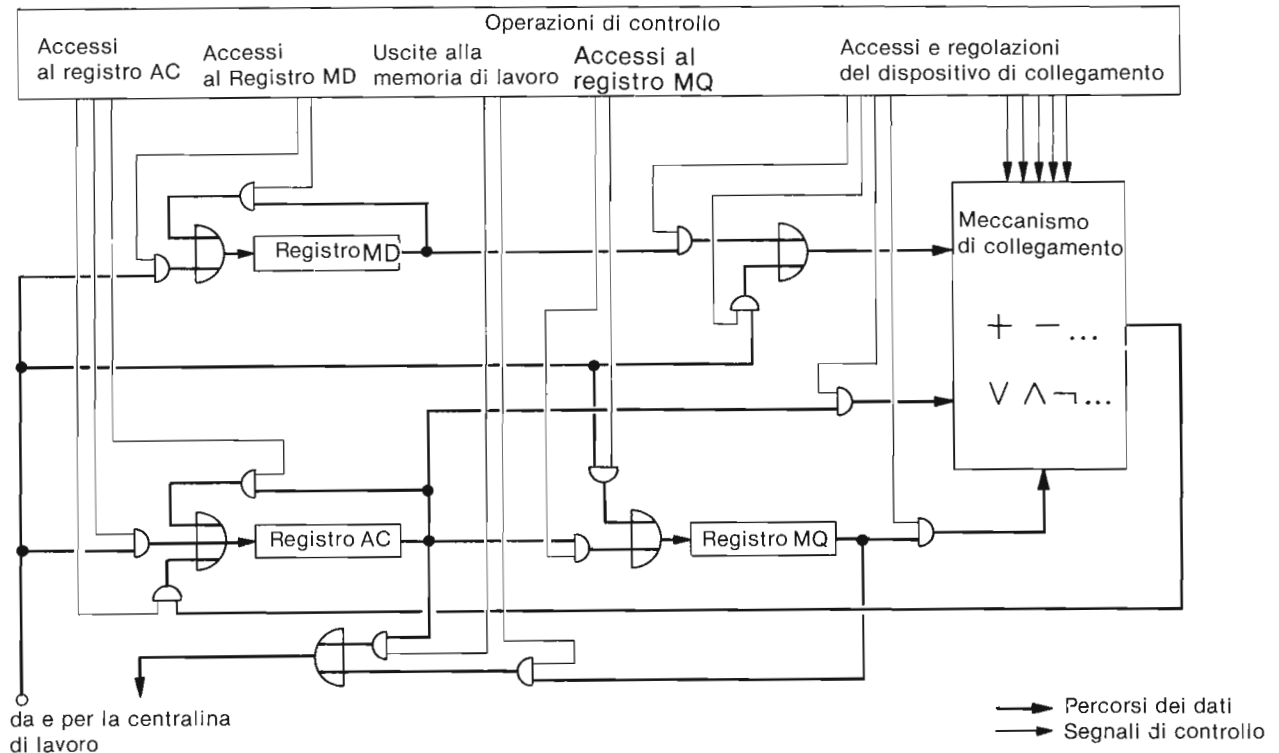 Operazioni di controllo
Accessi
al registro AC
Accessi
al Registro MD
Uscite alla
memoria di lavoro
Accessi al
registro MQ
Accessi e regolazioni
del dispositivo di collegamento
Registro MD
Meccanismo
di collegamento
+ − ...
∨ ∧ ¬ ...
Registro AC
Registro MQ
da e per la centralina
di lavoro
Percorsi dei dati
Segnali di controllo